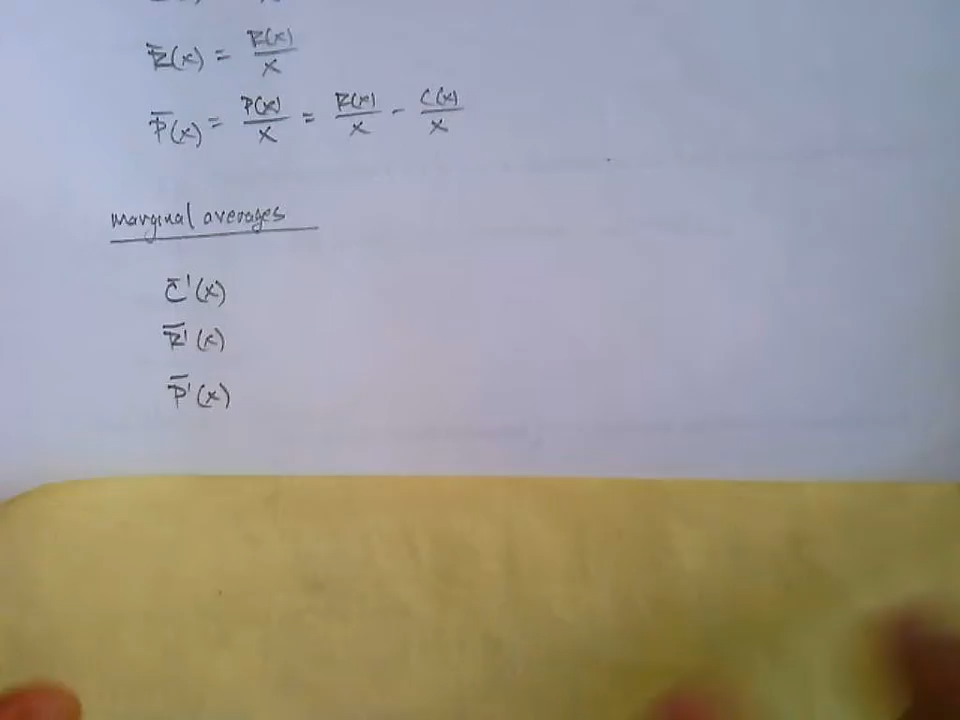 R̄(x) = R(x)/x
P̄(x) = P(x)/x = R(x)/x - C(x)/x
marginal averages
C̄'(x)
R̄'(x)
P̄'(x)